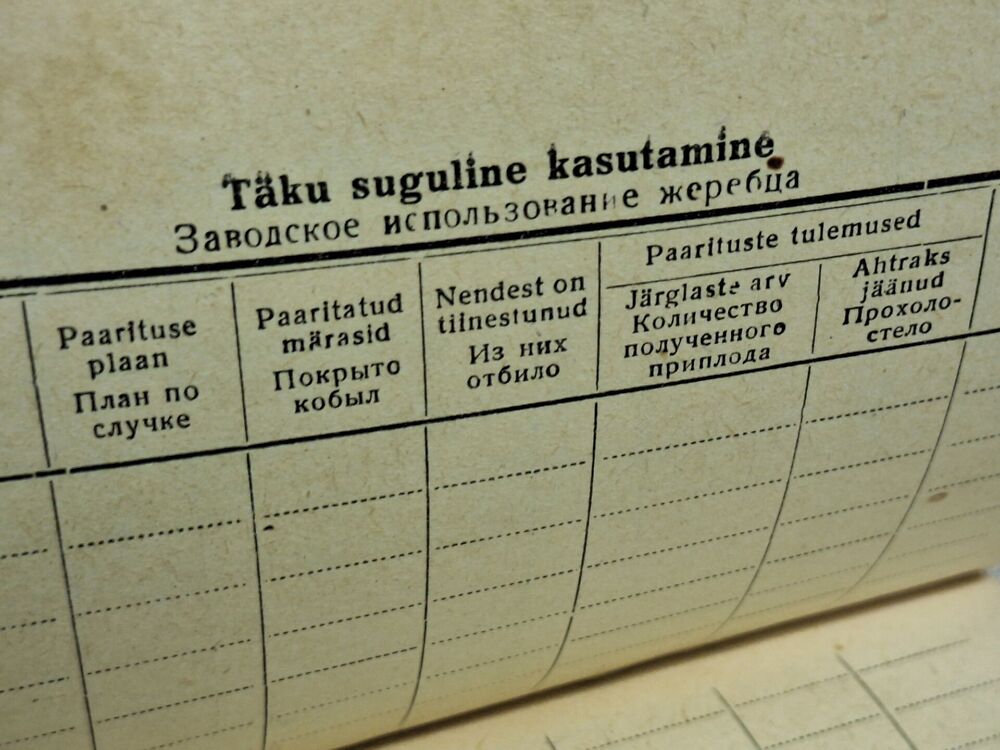 Täku suguline kasutamine
Заводское использование жеребца
Paarituse
plaan
План по
случке
Paaritatud
märasid
Покрыто
кобыл
Nendest on
tiinestunud
Из них
отбило
Paarituste tulemused
Järglaste arv
Количество
полученного
приплода
Ahtraks
jäänud
Прохоло-
стело